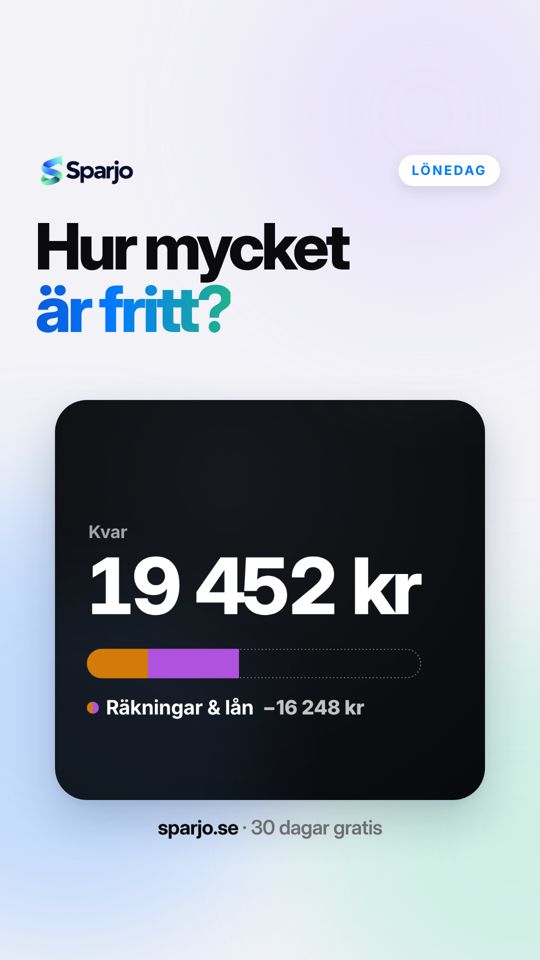 Sparjo
LÖNEDAG
Hur mycket
är fritt?
Kvar
19 452 kr
Räkningar & lån −16 248 kr
sparjo.se · 30 dagar gratis